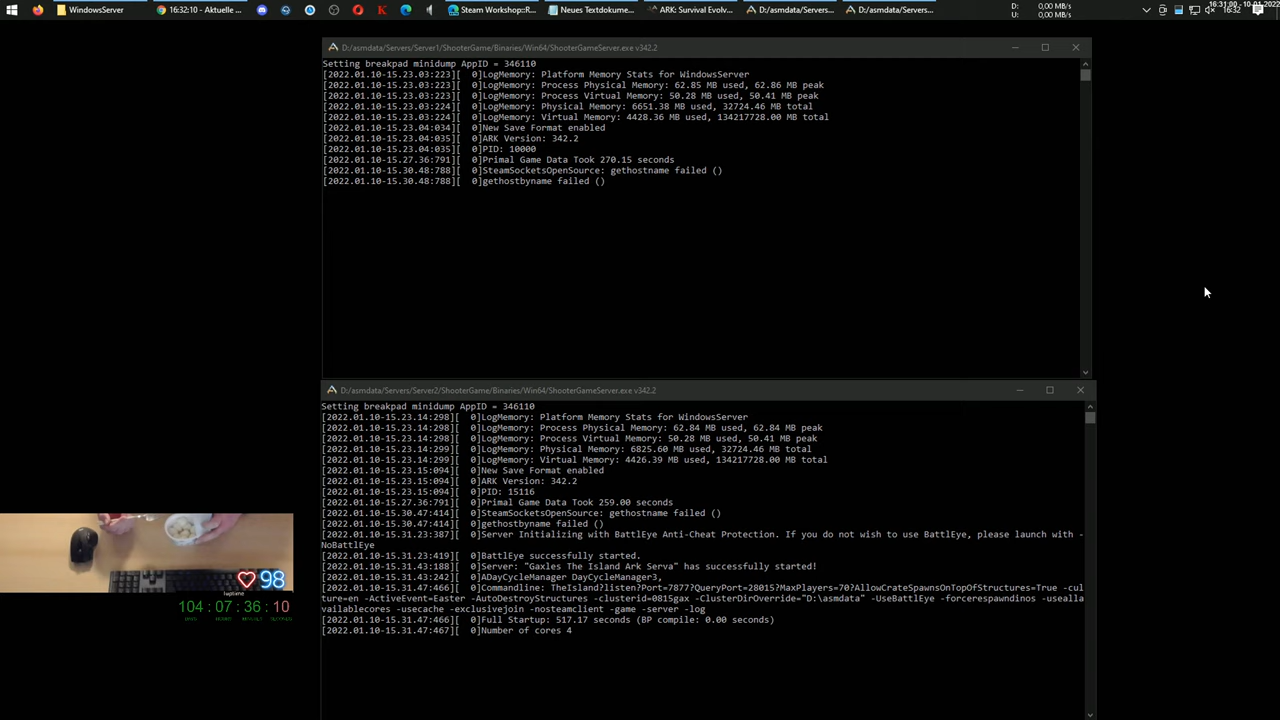 WindowsServer
16:32:10 - Aktuelle ...
Steam Workshop::R...
Neues Textdokume...
ARK: Survival Evolv...
D:/asmdata/Servers...
D:/asmdata/Servers...
D: 0,00 MB/s
U: 0,00 MB/s
16:32
16:31:00 - 10.01.2022
D:/asmdata/Servers/Server1/ShooterGame/Binaries/Win64/ShooterGameServer.exe v342.2
Setting breakpad minidump AppID = 346110
[2022.01.10-15.23.03:223][  0]LogMemory: Platform Memory Stats for WindowsServer
[2022.01.10-15.23.03:223][  0]LogMemory: Process Physical Memory: 62.85 MB used, 62.86 MB peak
[2022.01.10-15.23.03:223][  0]LogMemory: Process Virtual Memory: 50.28 MB used, 50.41 MB peak
[2022.01.10-15.23.03:224][  0]LogMemory: Physical Memory: 6651.38 MB used, 32724.46 MB total
[2022.01.10-15.23.03:224][  0]LogMemory: Virtual Memory: 4428.36 MB used, 134217728.00 MB total
[2022.01.10-15.23.04:034][  0]New Save Format enabled
[2022.01.10-15.23.04:035][  0]ARK Version: 342.2
[2022.01.10-15.23.04:035][  0]PID: 10000
[2022.01.10-15.27.36:791][  0]Primal Game Data Took 270.15 seconds
[2022.01.10-15.30.48:788][  0]SteamSocketsOpenSource: gethostname failed ()
[2022.01.10-15.30.48:788][  0]gethostbyname failed ()
D:/asmdata/Servers/Server2/ShooterGame/Binaries/Win64/ShooterGameServer.exe v342.2
Setting breakpad minidump AppID = 346110
[2022.01.10-15.23.14:298][  0]LogMemory: Platform Memory Stats for WindowsServer
[2022.01.10-15.23.14:298][  0]LogMemory: Process Physical Memory: 62.84 MB used, 62.84 MB peak
[2022.01.10-15.23.14:298][  0]LogMemory: Process Virtual Memory: 50.28 MB used, 50.41 MB peak
[2022.01.10-15.23.14:299][  0]LogMemory: Physical Memory: 6825.60 MB used, 32724.46 MB total
[2022.01.10-15.23.14:299][  0]LogMemory: Virtual Memory: 4426.39 MB used, 134217728.00 MB total
[2022.01.10-15.23.15:094][  0]New Save Format enabled
[2022.01.10-15.23.15:094][  0]ARK Version: 342.2
[2022.01.10-15.23.15:094][  0]PID: 15116
[2022.01.10-15.27.36:791][  0]Primal Game Data Took 259.00 seconds
[2022.01.10-15.30.47:414][  0]SteamSocketsOpenSource: gethostname failed ()
[2022.01.10-15.30.47:414][  0]gethostbyname failed ()
[2022.01.10-15.31.23:387][  0]Server Initializing with BattlEye Anti-Cheat Protection. If you do not wish to use BattlEye, please launch with -
NoBattlEye
[2022.01.10-15.31.23:419][  0]BattlEye successfully started.
[2022.01.10-15.31.43:188][  0]Server: "Gaxles The Island Ark Serva" has successfully started!
[2022.01.10-15.31.43:242][  0]ADayCycleManager DayCycleManager3,
[2022.01.10-15.31.47:466][  0]Commandline: TheIsland?listen?Port=7877?QueryPort=28015?MaxPlayers=70?AllowCrateSpawnsOnTopOfStructures=True -cul
ture=en -ActiveEvent=Easter -AutoDestroyStructures -clusterid=0815gax -ClusterDirOverride="D:\asmdata" -UseBattlEye -forcerespawndinos -usealla
vailablecores -usecache -exclusivejoin -nosteamclient -game -server -log
[2022.01.10-15.31.47:466][  0]Full Startup: 517.17 seconds (BP compile: 0.00 seconds)
[2022.01.10-15.31.47:467][  0]Number of cores 4
98
104 : 07 : 36 : 10